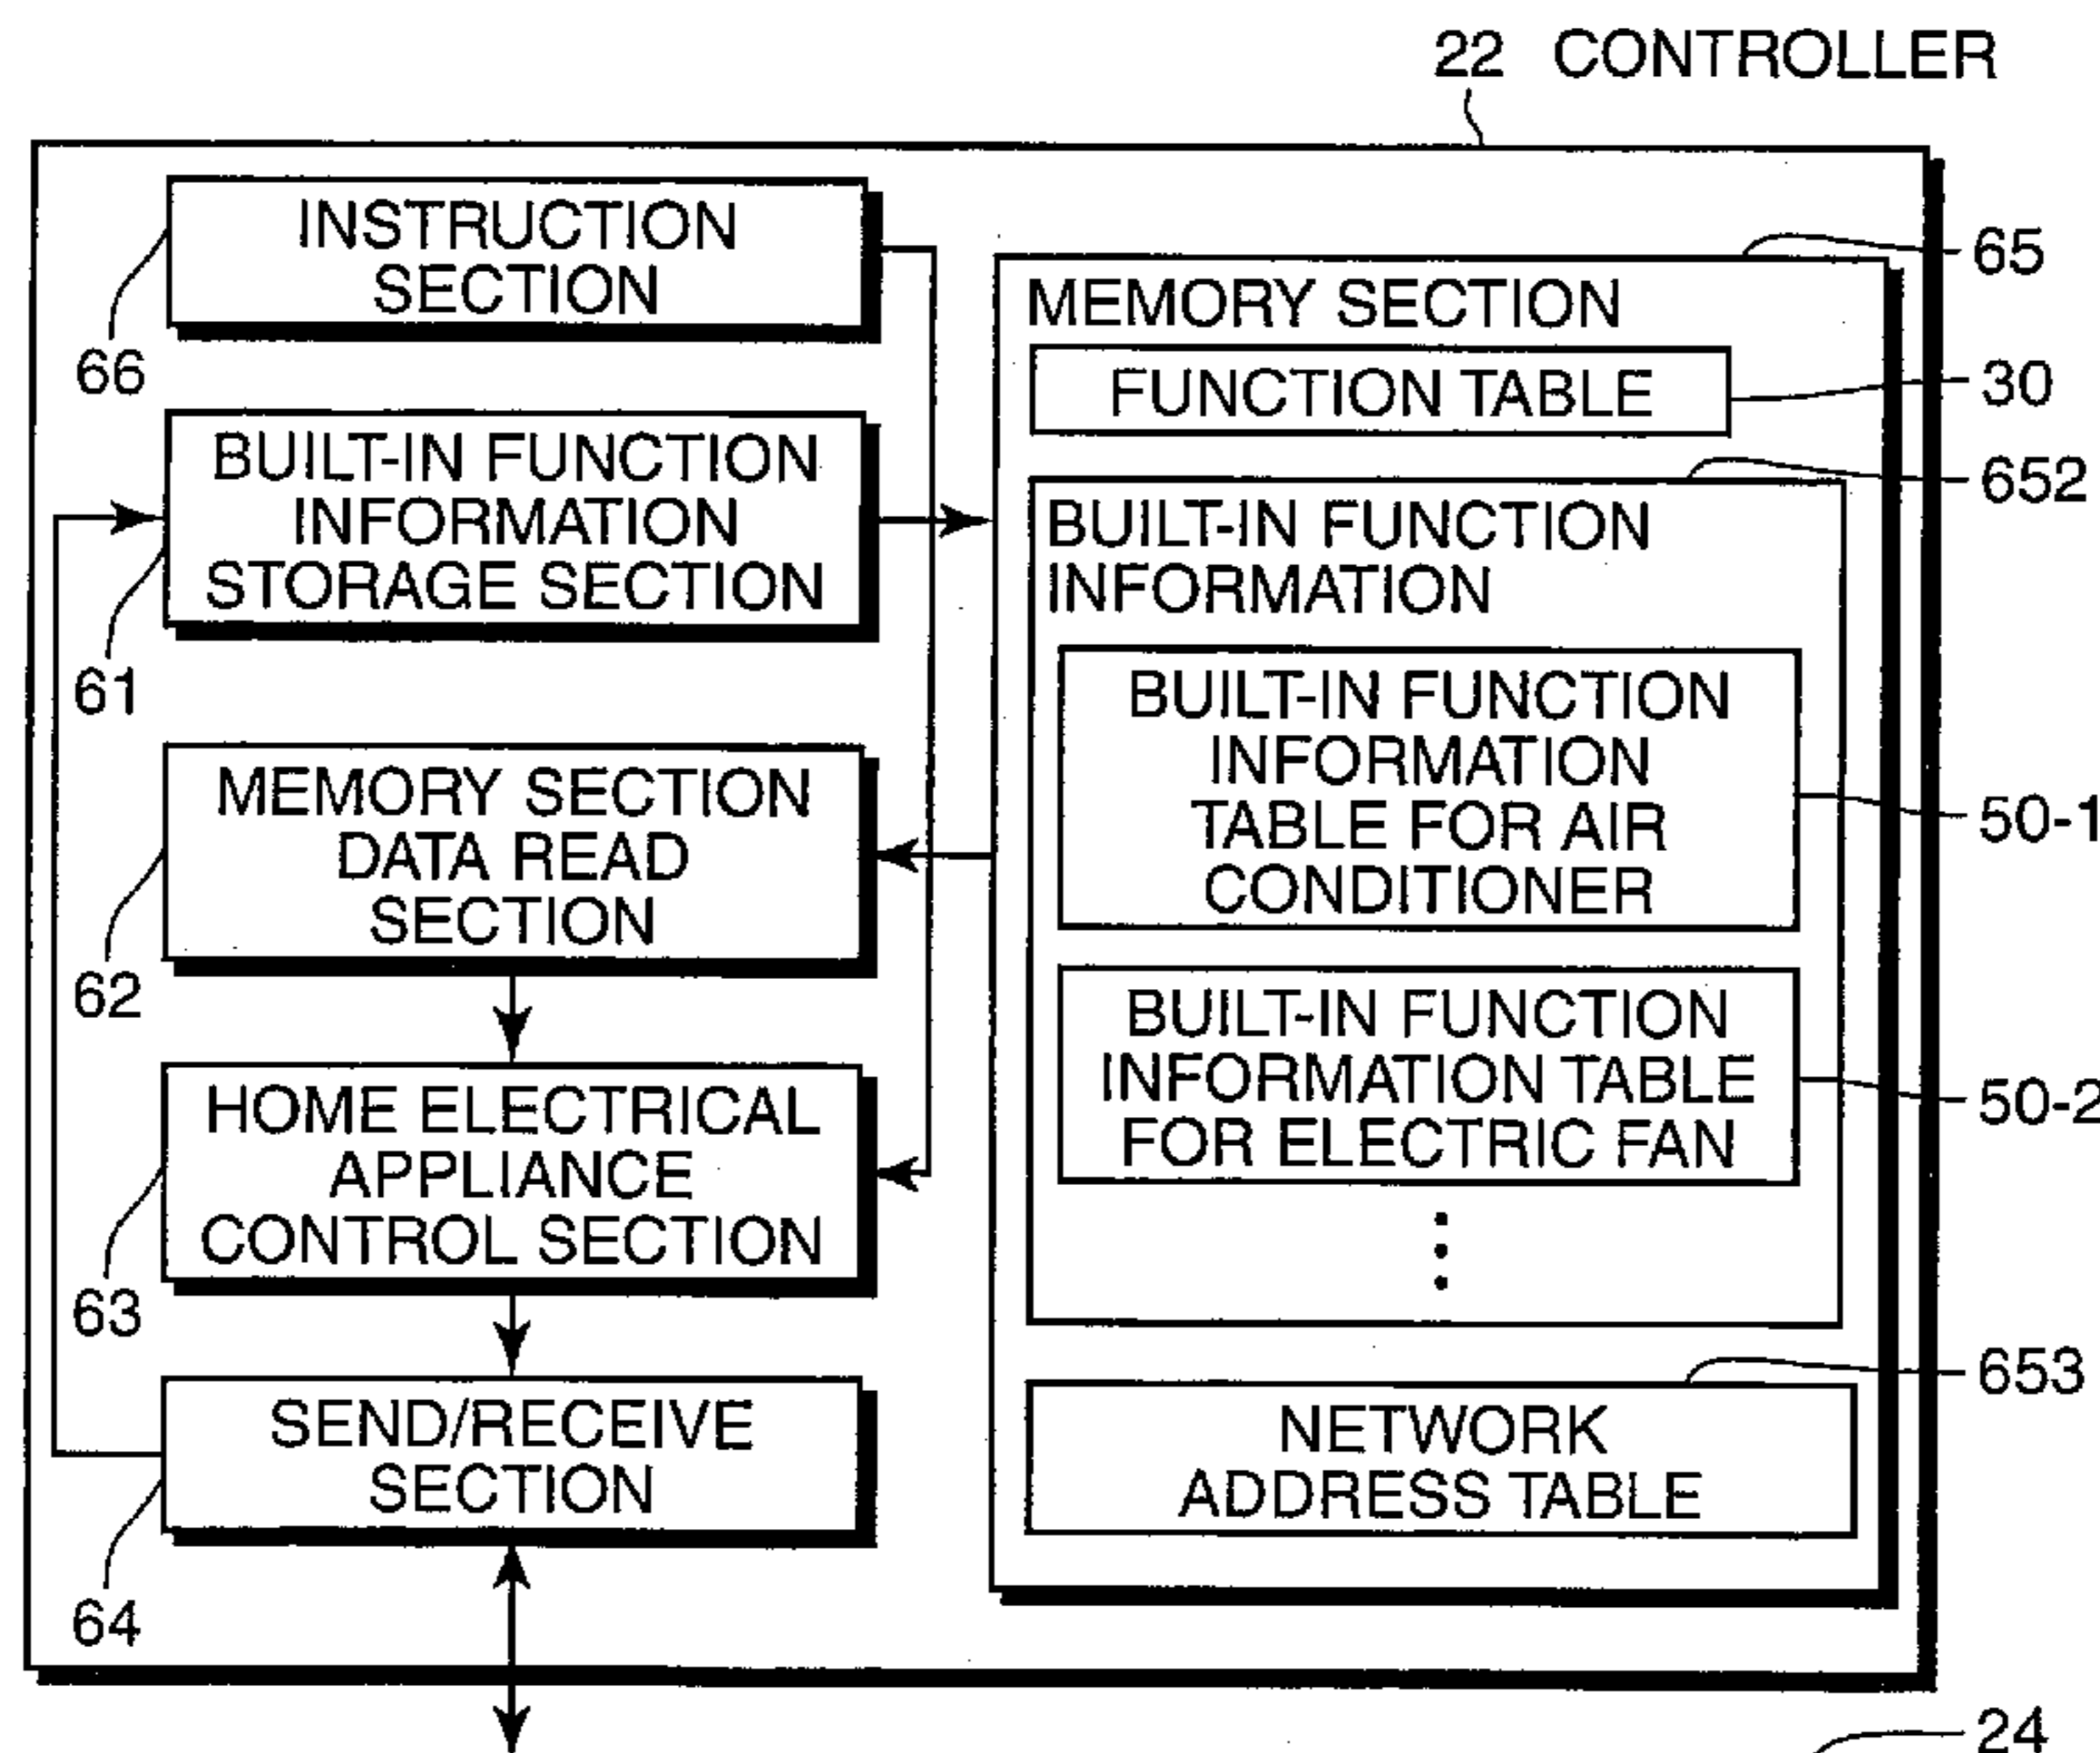 22 CONTROLLER
INSTRUCTION
SECTION
66
BUILT-IN FUNCTION
INFORMATION
STORAGE SECTION
61
MEMORY SECTION
DATA READ
SECTION
62
HOME ELECTRICAL
APPLIANCE
CONTROL SECTION
63
SEND/RECEIVE
SECTION
64
65
MEMORY SECTION
FUNCTION TABLE
30
652
BUILT-IN FUNCTION
INFORMATION
BUILT-IN FUNCTION
INFORMATION
TABLE FOR AIR
CONDITIONER
50-1
BUILT-IN FUNCTION
INFORMATION TABLE
FOR ELECTRIC FAN
50-2
653
NETWORK
ADDRESS TABLE
24